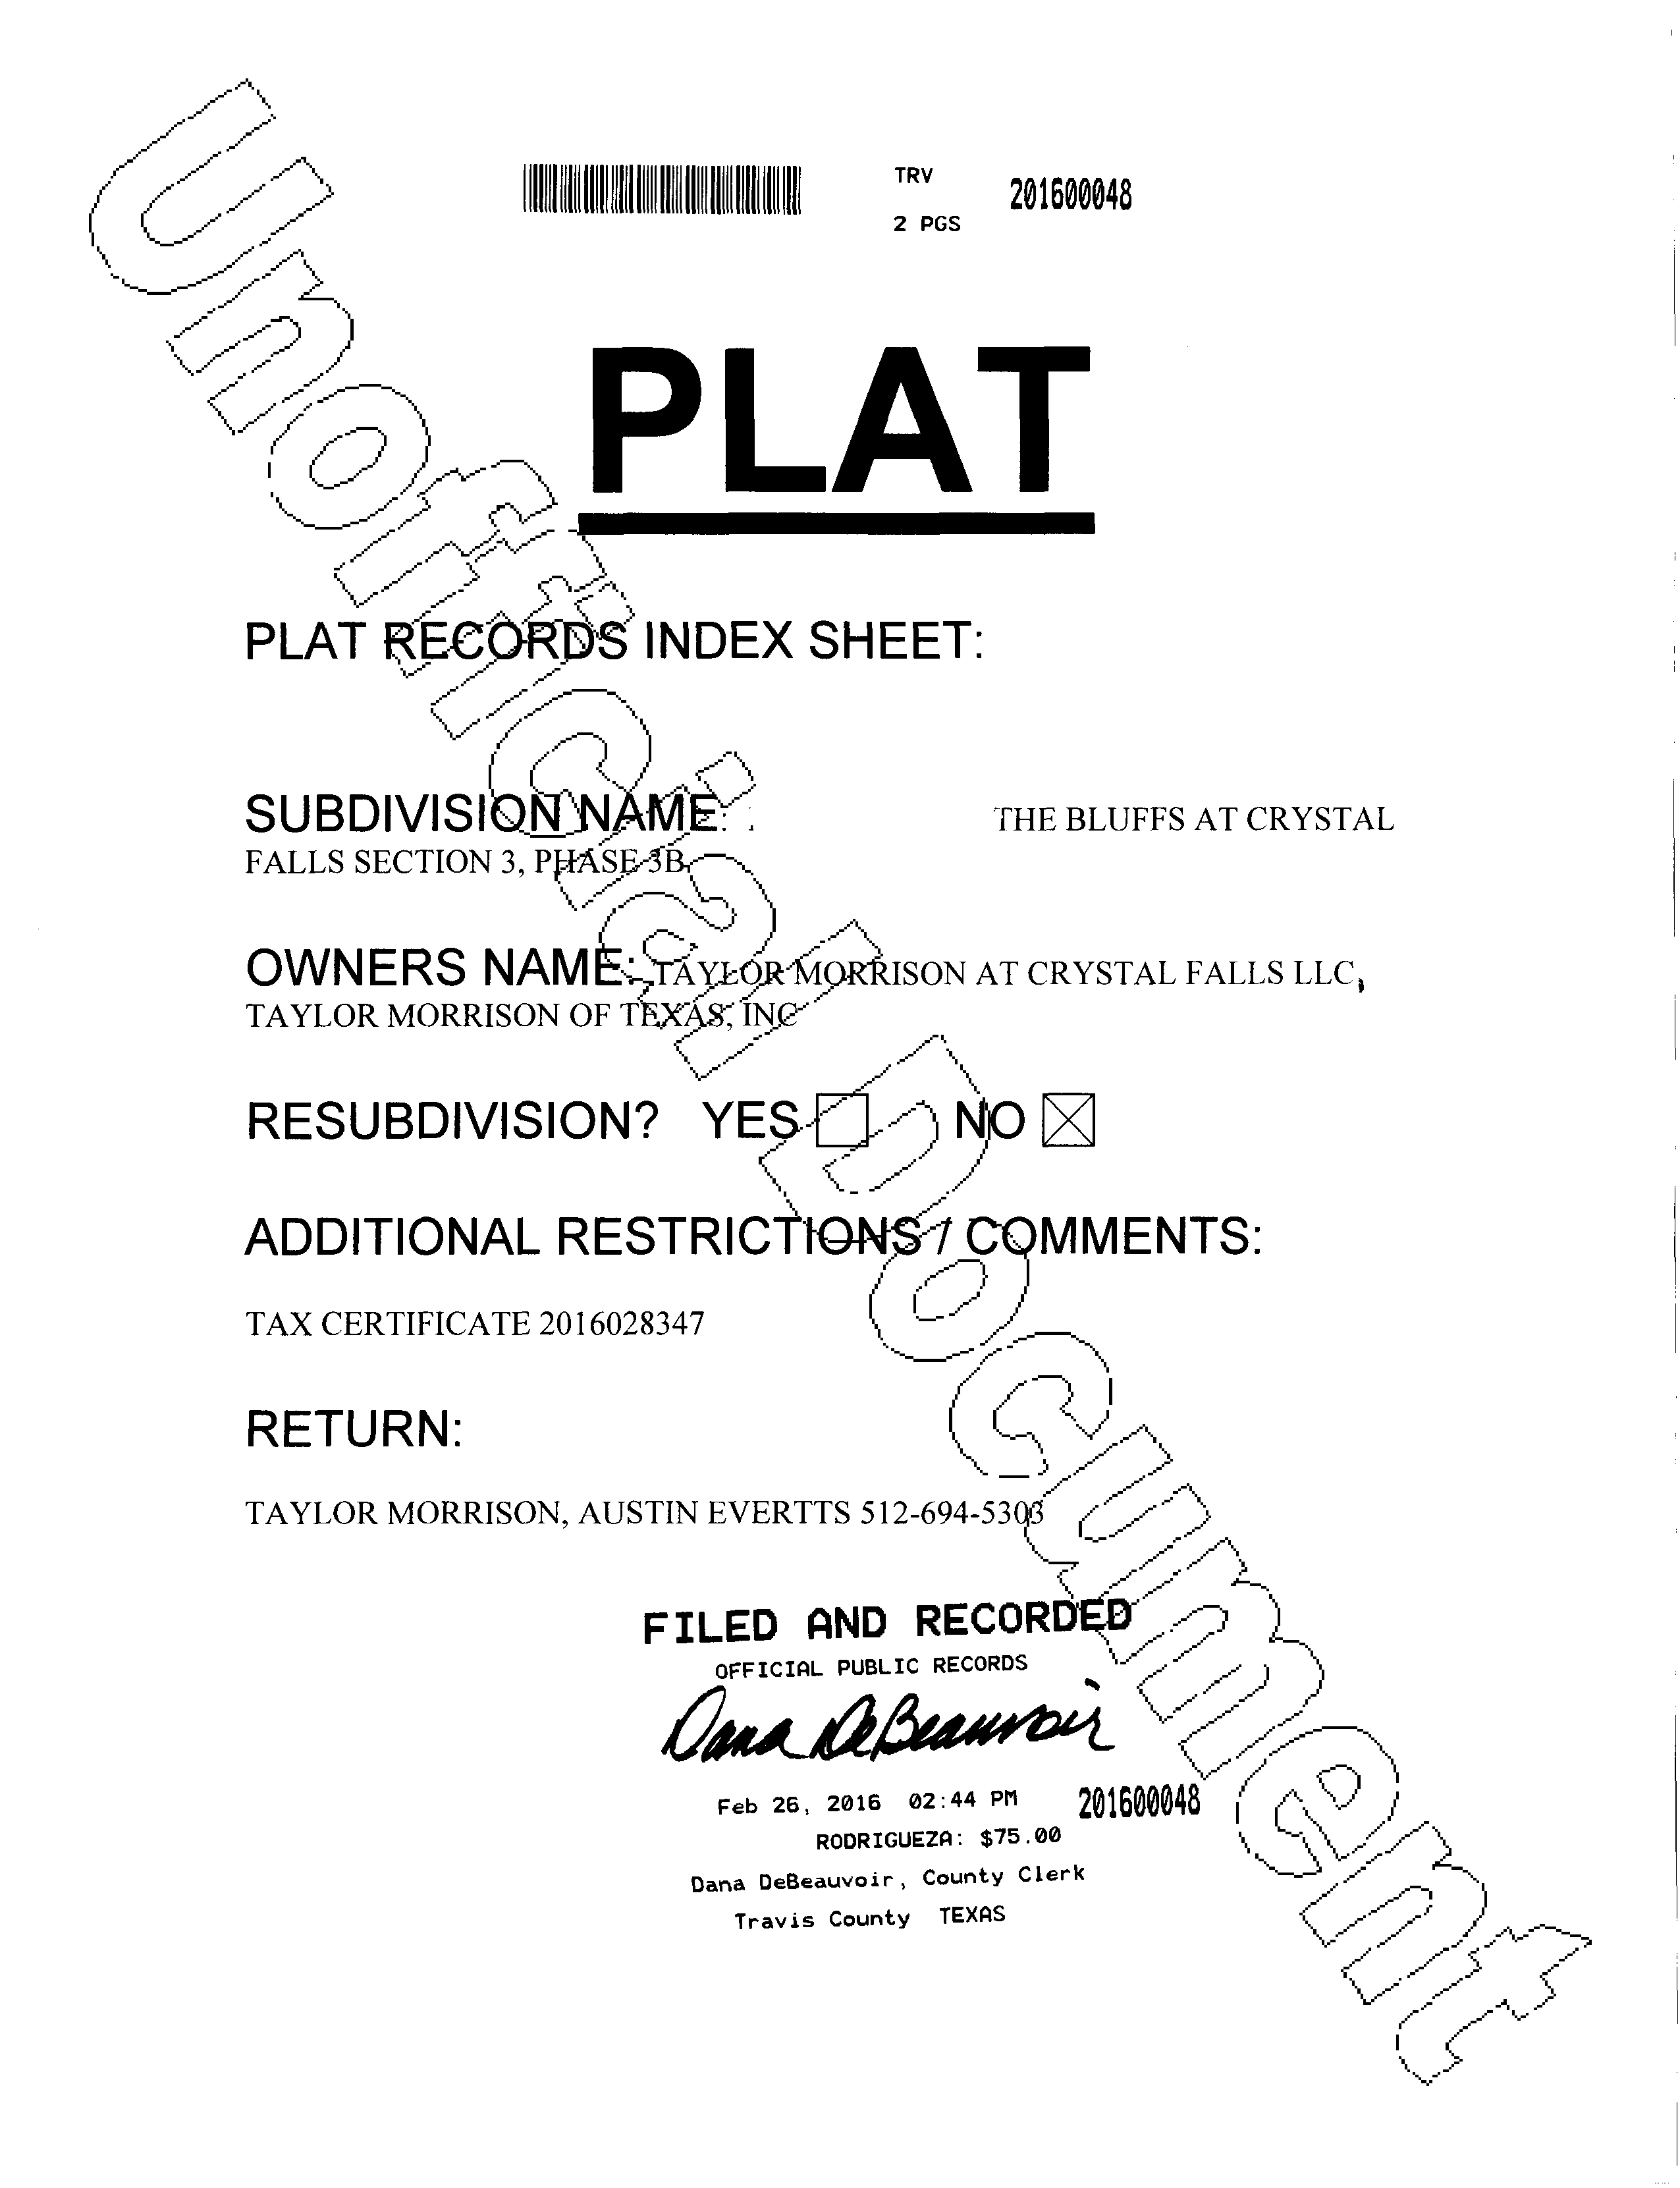 TRV
2 PGS
201600048
PLAT
PLAT RECORDS INDEX SHEET:
SUBDIVISION NAME: : THE BLUFFS AT CRYSTAL
FALLS SECTION 3, PHASE 3B
OWNERS NAME: TAYLOR MORRISON AT CRYSTAL FALLS LLC,
TAYLOR MORRISON OF TEXAS, INC
RESUBDIVISION? YES NO
ADDITIONAL RESTRICTIONS / COMMENTS:
TAX CERTIFICATE 2016028347
RETURN:
TAYLOR MORRISON, AUSTIN EVERTTS 512-694-5303
FILED AND RECORDED
OFFICIAL PUBLIC RECORDS
Dana DeBeauvoir
Feb 26, 2016 02:44 PM 201600048
RODRIGUEZA: $75.00
Dana DeBeauvoir, County Clerk
Travis County TEXAS
Unofficial Document